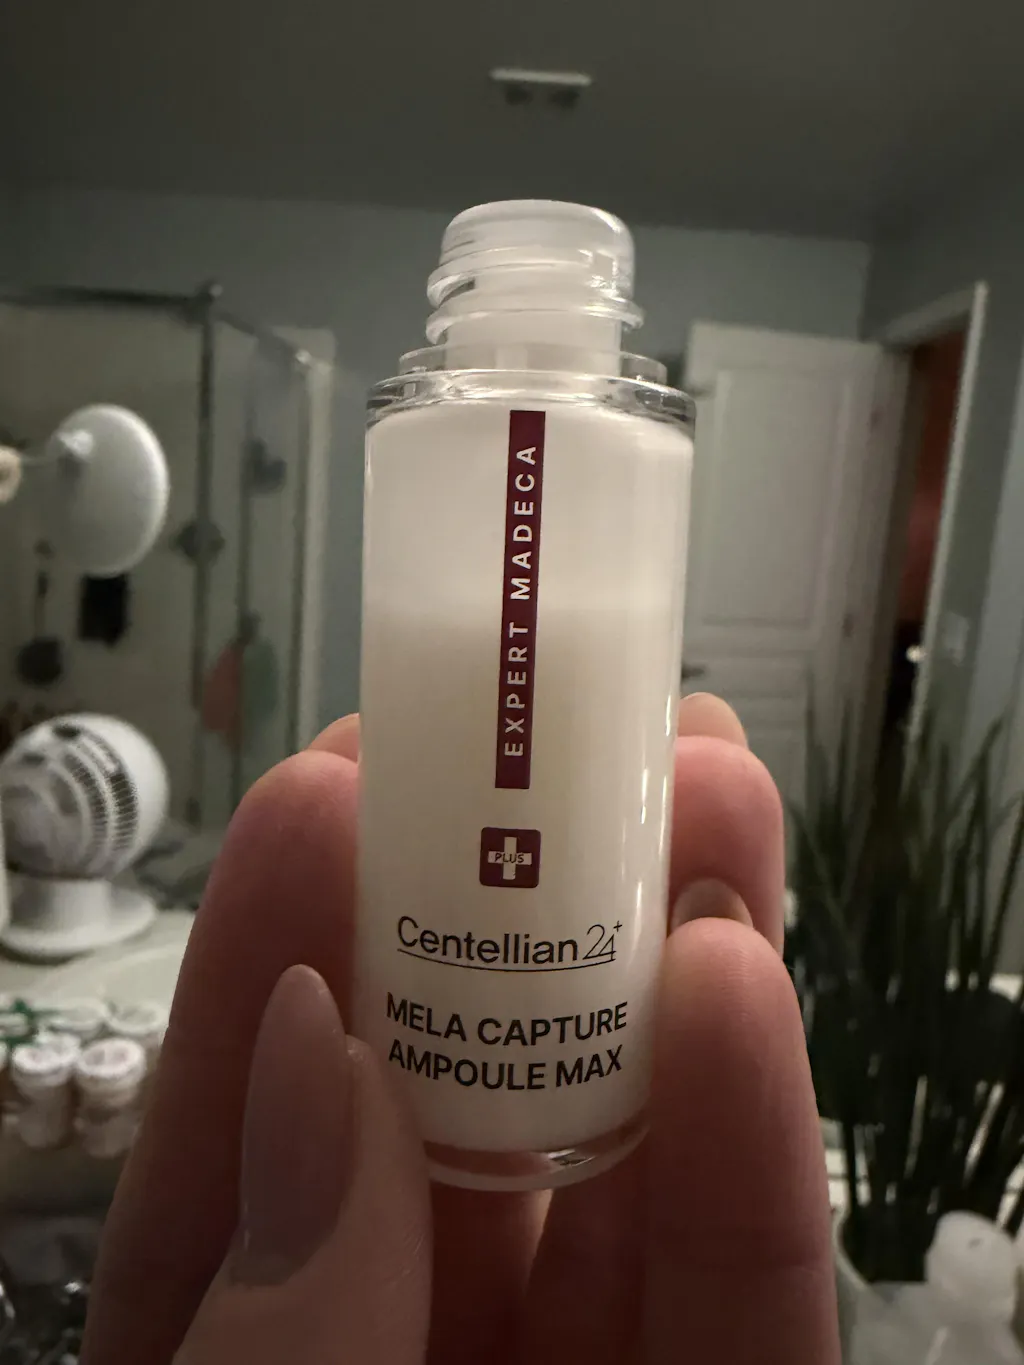 EXPERT MADECA
PLUS
Centellian24+
MELA CAPTURE
AMPOULE MAX